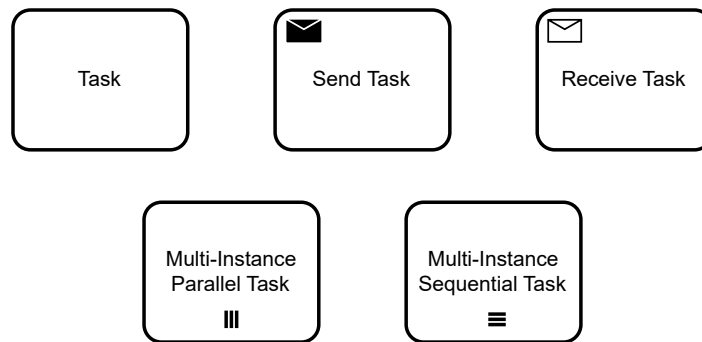 Task
Send Task
Receive Task
Multi-Instance
Parallel Task
Multi-Instance
Sequential Task